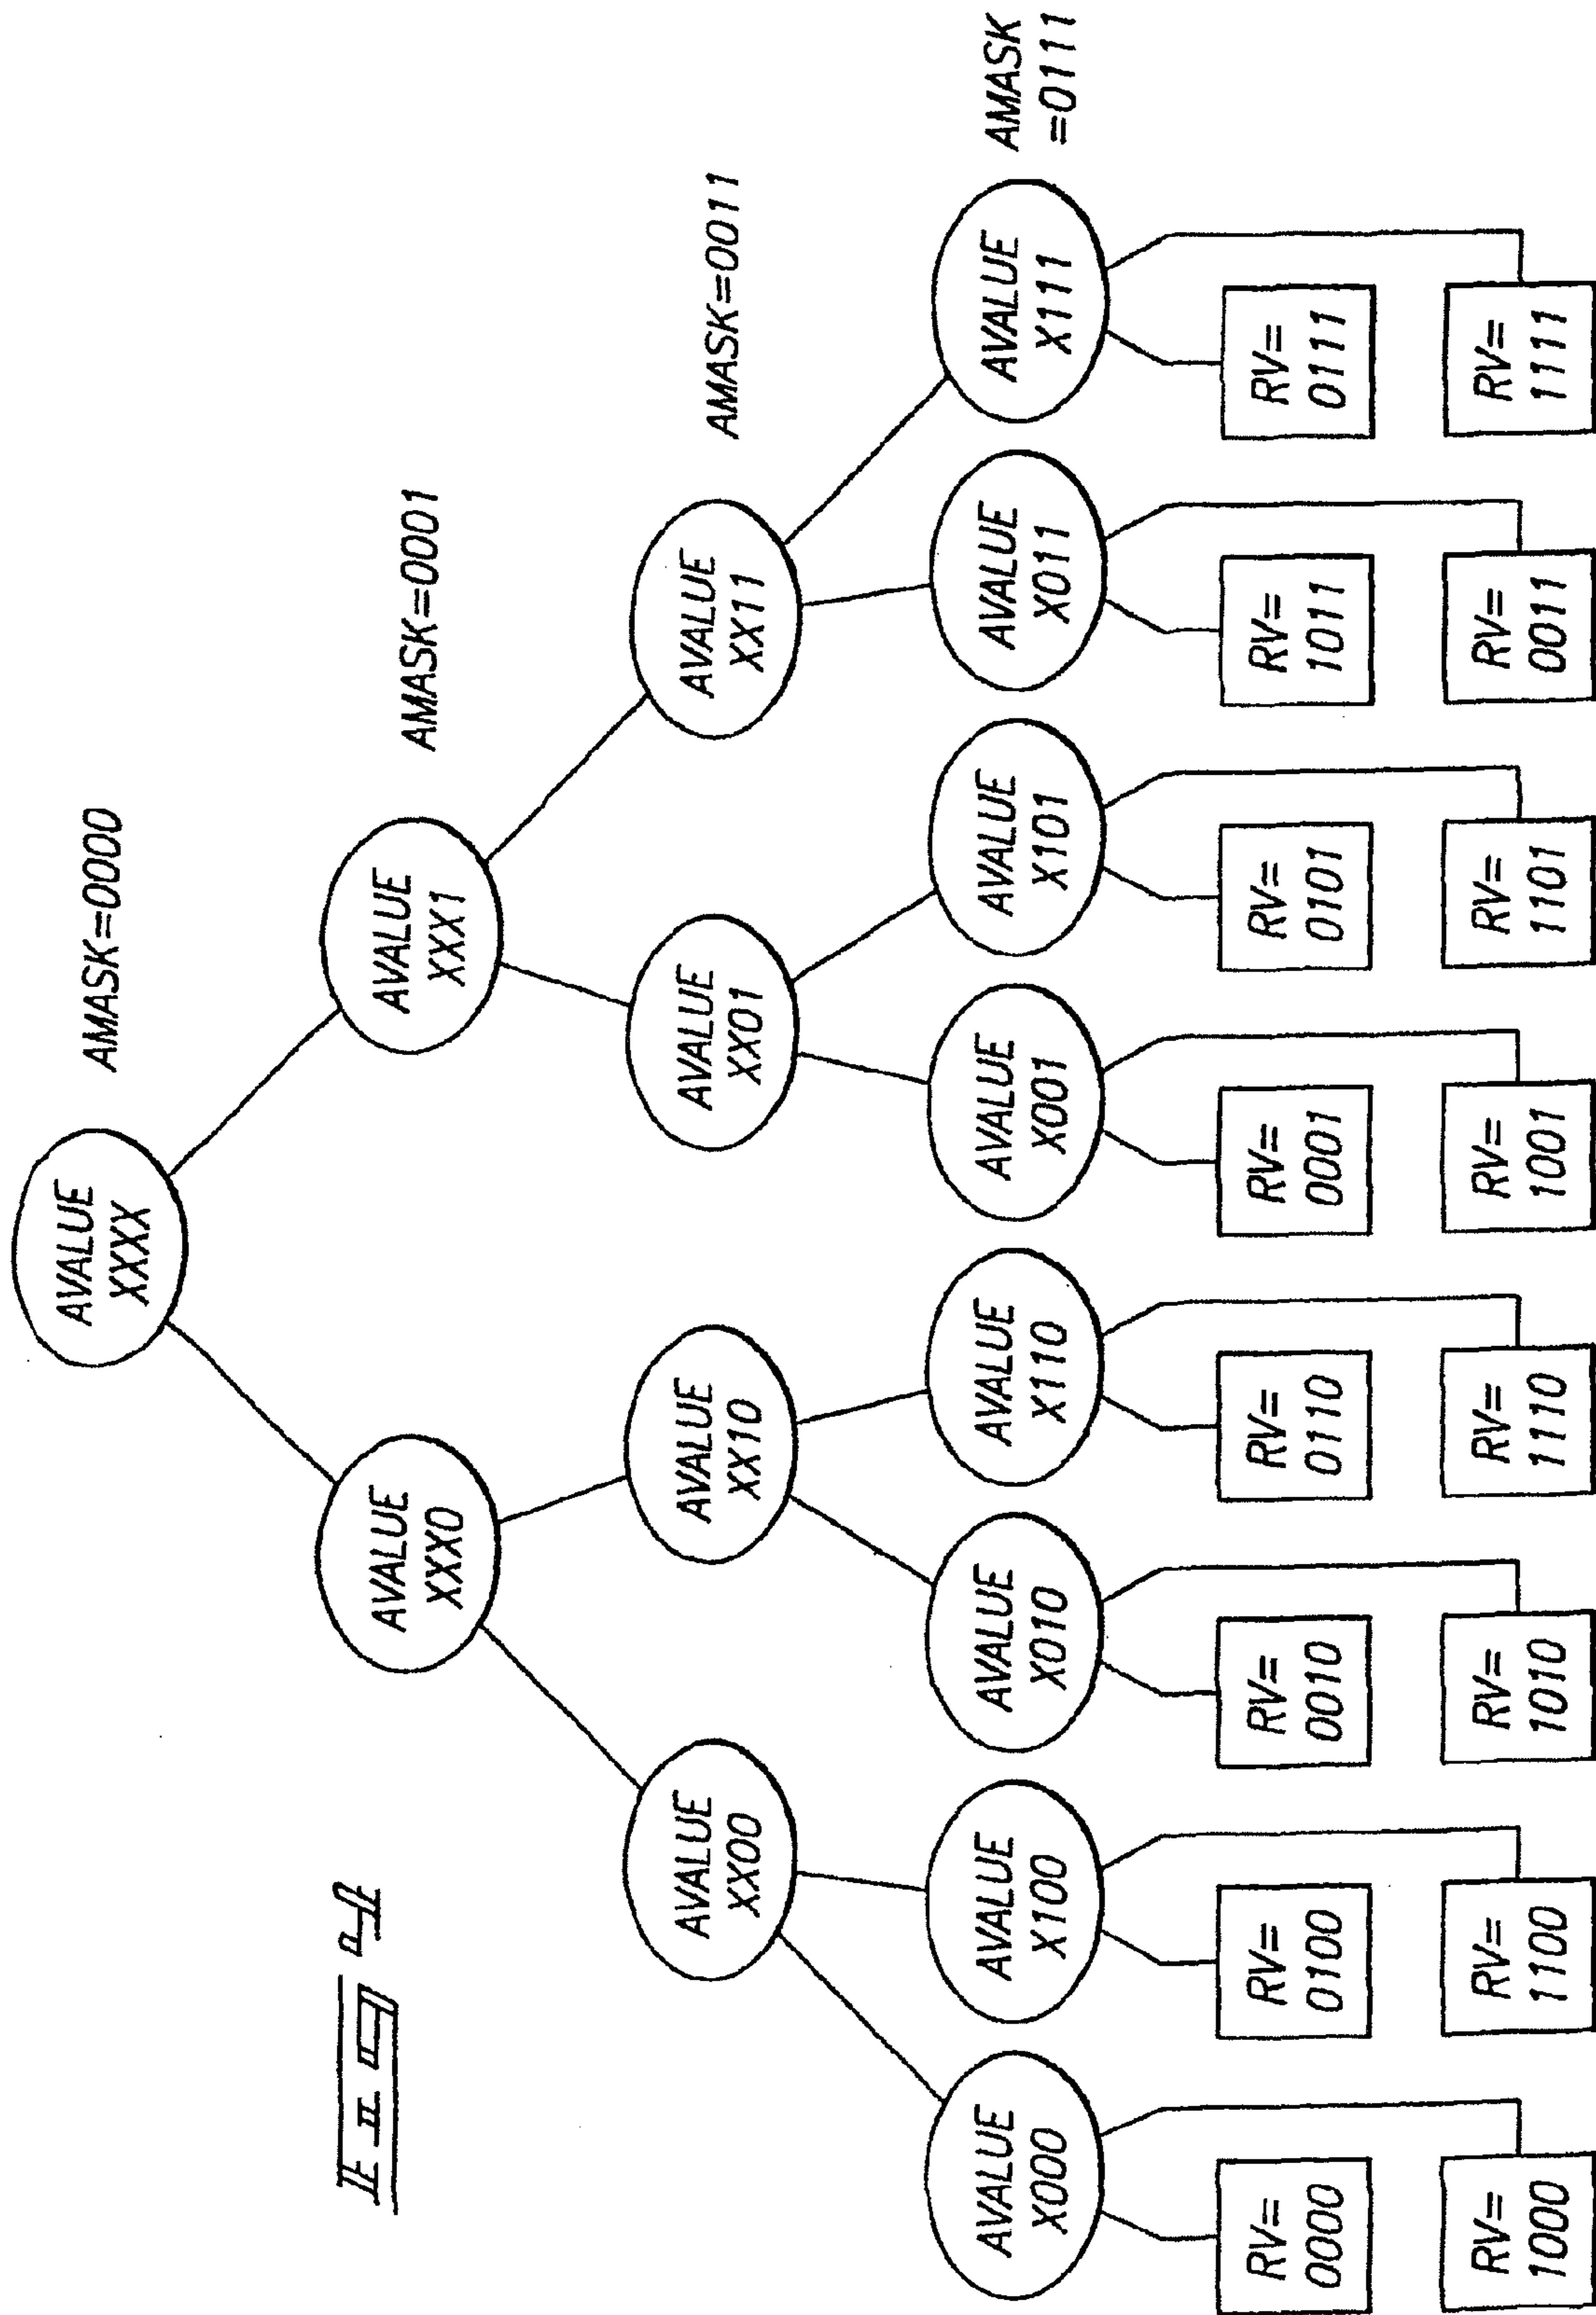 AVALUE
XXXX
AMASK=0000
FIG 4
AVALUE
XXX0
AVALUE
XXX1
AMASK=0001
AVALUE
XX00
AVALUE
XX10
AVALUE
XX01
AVALUE
XX11
AMASK=0011
AVALUE
X000
AVALUE
X100
AVALUE
X010
AVALUE
X110
AVALUE
X001
AVALUE
X101
AVALUE
X011
AVALUE
X111
AMASK
=0111
RV=
0000
RV=
0100
RV=
0010
RV=
0110
RV=
0001
RV=
0101
RV=
1011
RV=
0111
RV=
1000
RV=
1100
RV=
1010
RV=
1110
RV=
1001
RV=
1101
RV=
0011
RV=
1111